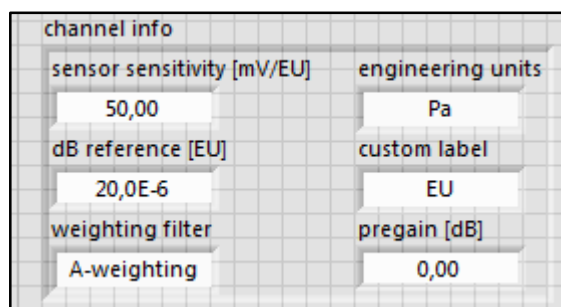 channel info
sensor sensitivity [mV/EU] engineering units
50,00 Pa
dB reference [EU] custom label
20,0E-6 EU
weighting filter pregain [dB]
A-weighting 0,00